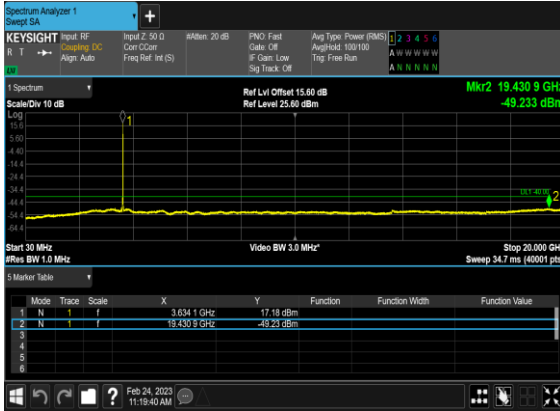 Spectrum Analyzer 1
Swept SA
+
KEYSIGHT Input: RF Input Z: 50 Ω #Atten: 20 dB PNO: Fast Avg Type: Power (RMS) 1 2 3 4 5 6
R T Coupling: DC Corr CCorr Gate: Off Avg|Hold: 100/100 A W W W W W
Align: Auto Freq Ref: Int (S) IF Gain: Low Trig: Free Run
Sig Track: Off A N N N N N
1 Spectrum Ref Lvl Offset 15.60 dB Mkr2 19.430 9 GHz
Scale/Div 10 dB Ref Level 25.60 dBm -49.233 dBm
Log
15.6 1
5.60
-4.40
-14.4
-24.4
-34.4
-44.4 2
-54.4
-64.4
Start 30 MHz Video BW 3.0 MHz* Stop 20.000 GH
#Res BW 1.0 MHz Sweep 34.7 ms (40001 pts
5 Marker Table
Mode Trace Scale X Y Function Function Width Function Value
1 N 1 f 3.634 1 GHz 17.18 dBm
2 N 1 f 19.430 9 GHz -49.23 dBm
3
4
5
6
? Feb 24, 2023
11:19:40 AM